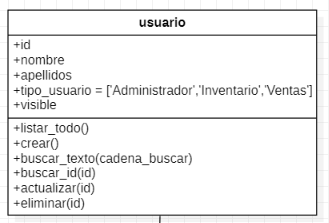 usuario
+id
+nombre
+apellidos
+tipo_usuario = ['Administrador','Inventario','Ventas']
+visible
+listar_todo()
+crear()
+buscar_texto(cadena_buscar)
+buscar_id(id)
+actualizar(id)
+eliminar(id)